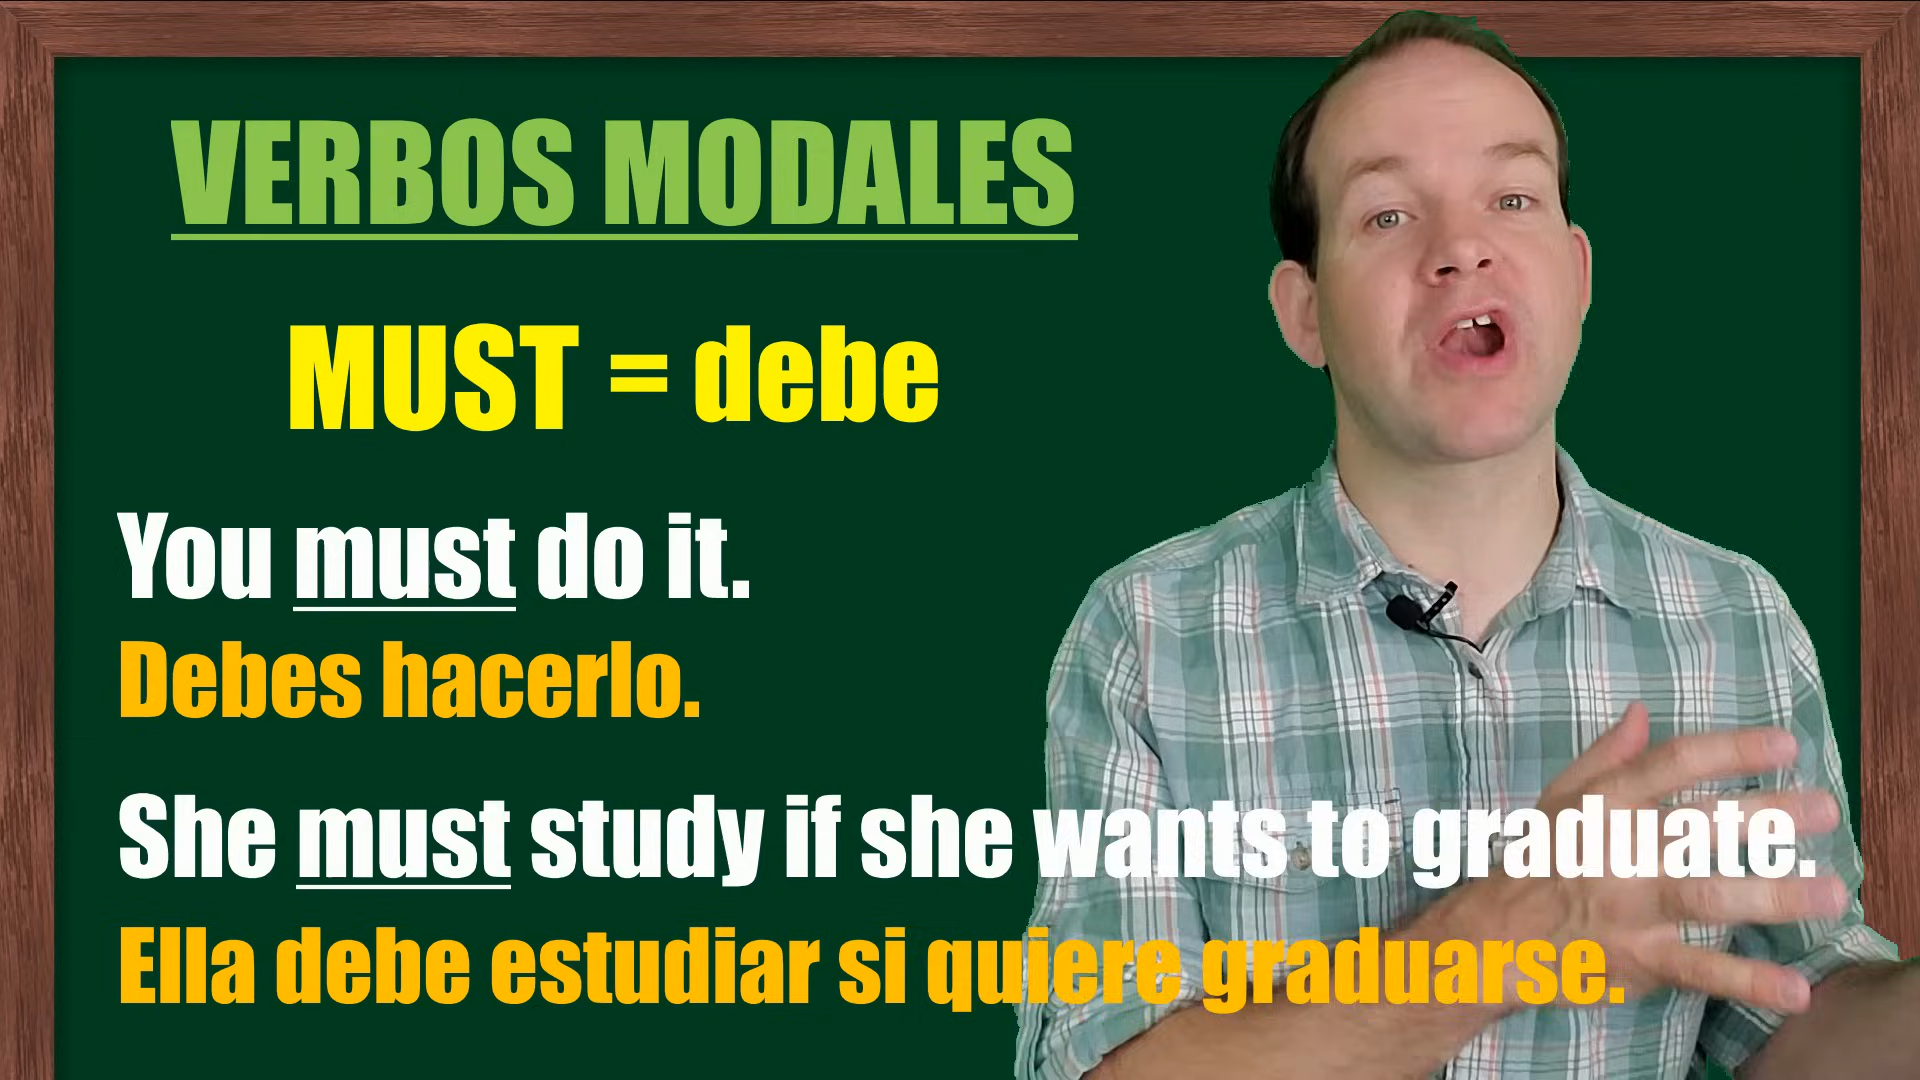 VERBOS MODALES
MUST = debe
You must do it.
Debes hacerlo.
She must study if she wants to graduate.
Ella debe estudiar si quiere graduarse.